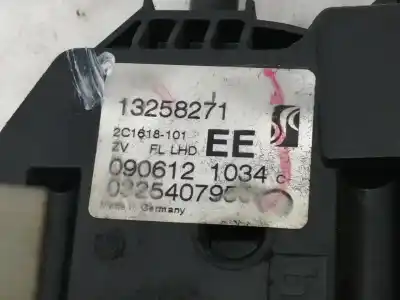 13258271
2C1618-101
ZV FL LHD EE
090612 1034 C
Germany